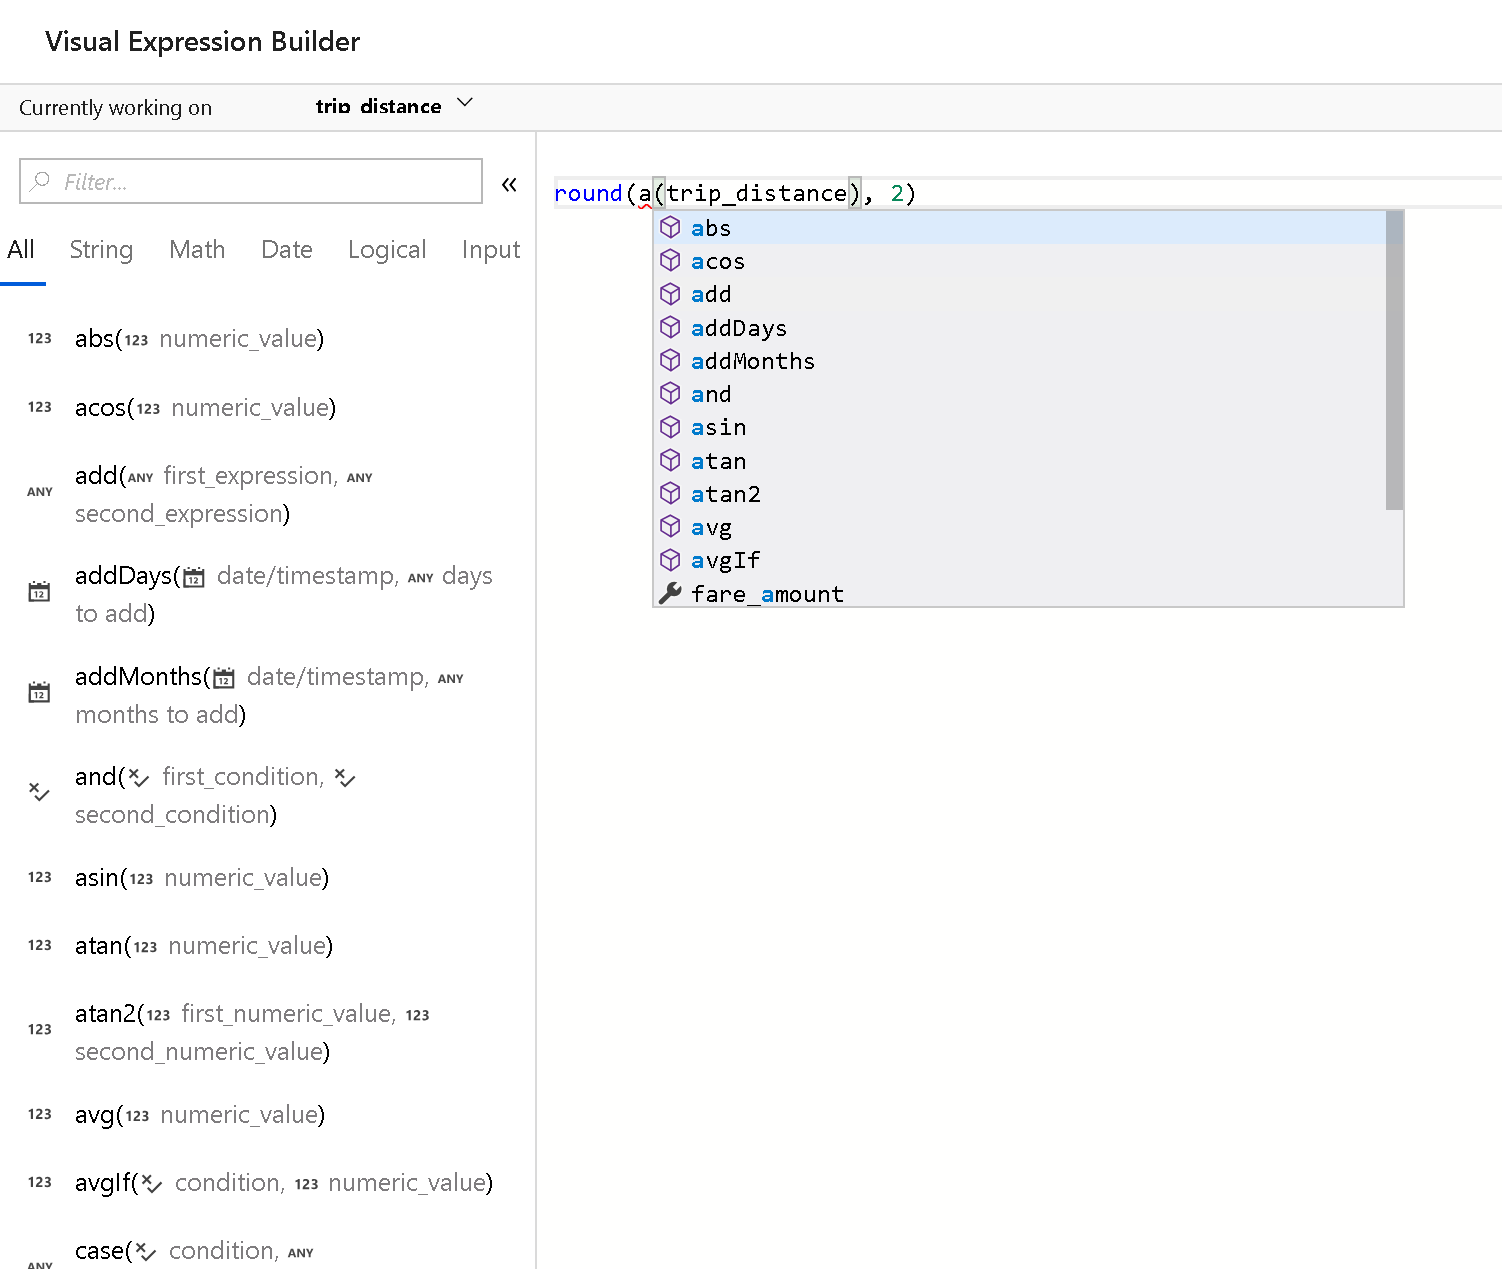 Visual Expression Builder
Currently working on trip_distance
Filter...
All String Math Date Logical Input
123 abs(123 numeric_value)
123 acos(123 numeric_value)
ANY add(ANY first_expression, ANY
second_expression)
12 addDays(12 date/timestamp, ANY days
to add)
12 addMonths(12 date/timestamp, ANY
months to add)
and( first_condition,
second_condition)
123 asin(123 numeric_value)
123 atan(123 numeric_value)
123 atan2(123 first_numeric_value, 123
second_numeric_value)
123 avg(123 numeric_value)
123 avgIf( condition, 123 numeric_value)
ANY case( condition, ANY
round(a(trip_distance), 2)
abs
acos
add
addDays
addMonths
and
asin
atan
atan2
avg
avgIf
fare_amount